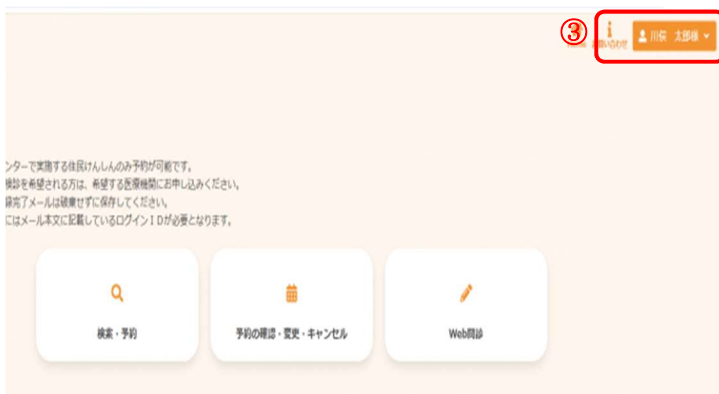 ③
お問い合わせ
川俣 太郎様
ンターで実施する住民けんしんのみ予約が可能です。
検診を希望される方は、希望する医療機関にお申し込みください。
録完了メールは破棄せずに保存してください。
にはメール本文に記載しているログインIDが必要となります。
検索・予約
予約の確認・変更・キャンセル
Web問診